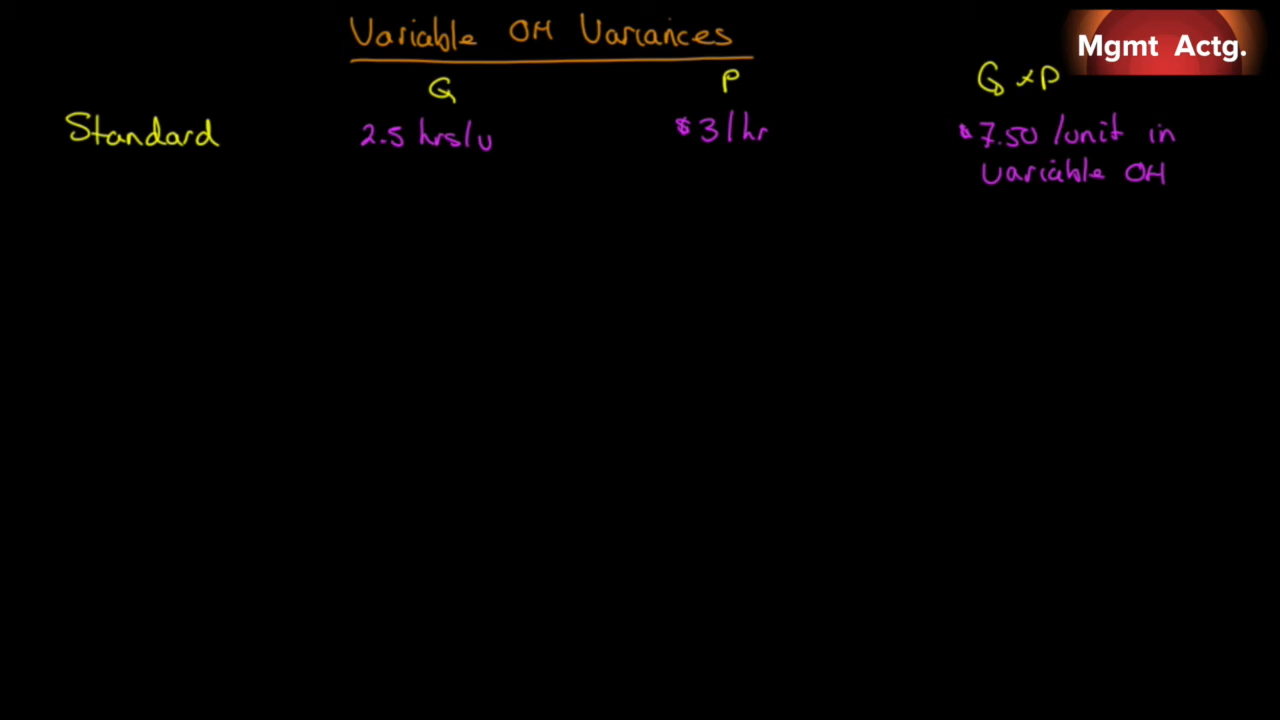 Variable OH Variances
Mgmt Actg.
Q P Q x P
Standard 2.5 hrs/u $3/hr $7.50/unit in
variable OH